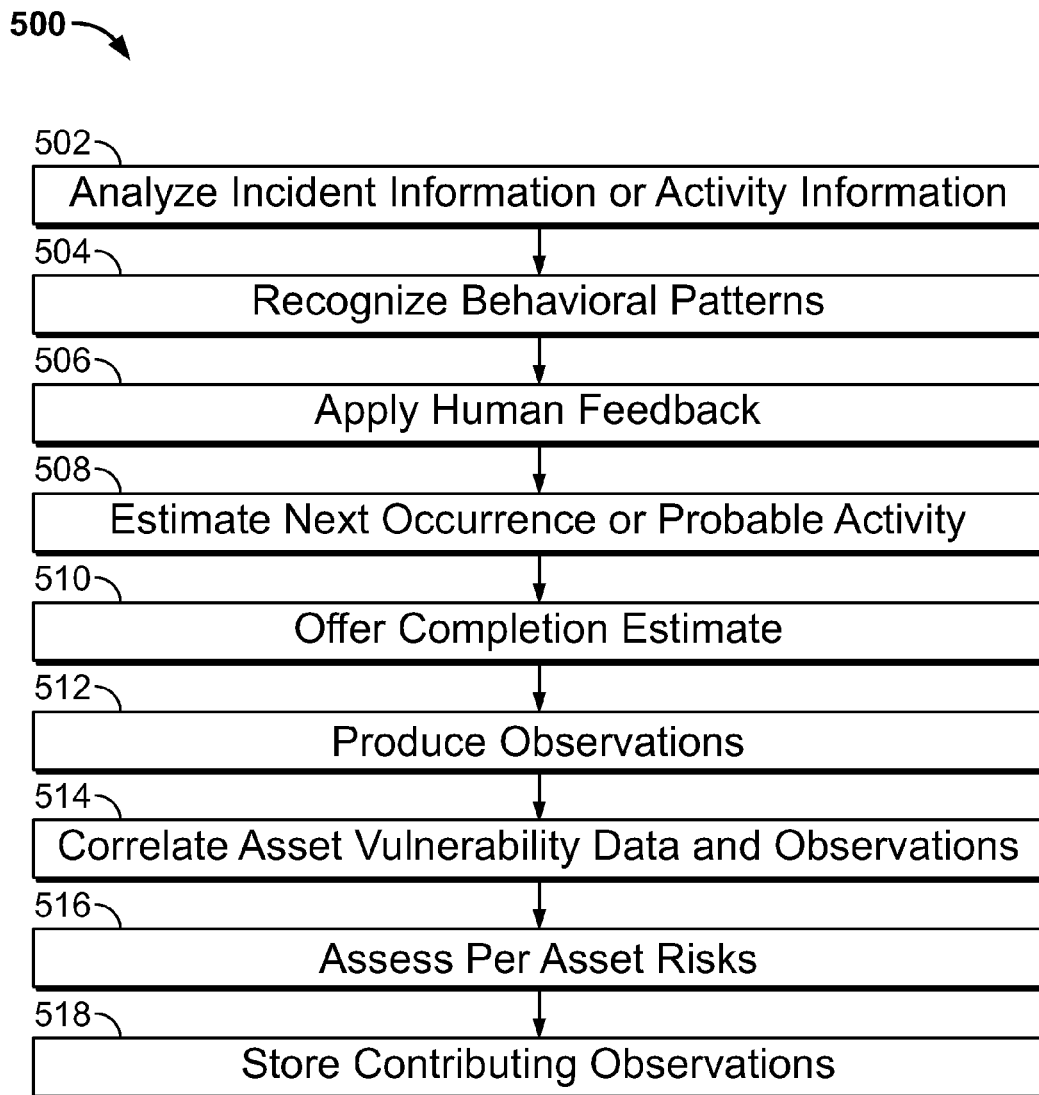 500
502
Analyze Incident Information or Activity Information
504
Recognize Behavioral Patterns
506
Apply Human Feedback
508
Estimate Next Occurrence or Probable Activity
510
Offer Completion Estimate
512
Produce Observations
514
Correlate Asset Vulnerability Data and Observations
516
Assess Per Asset Risks
518
Store Contributing Observations